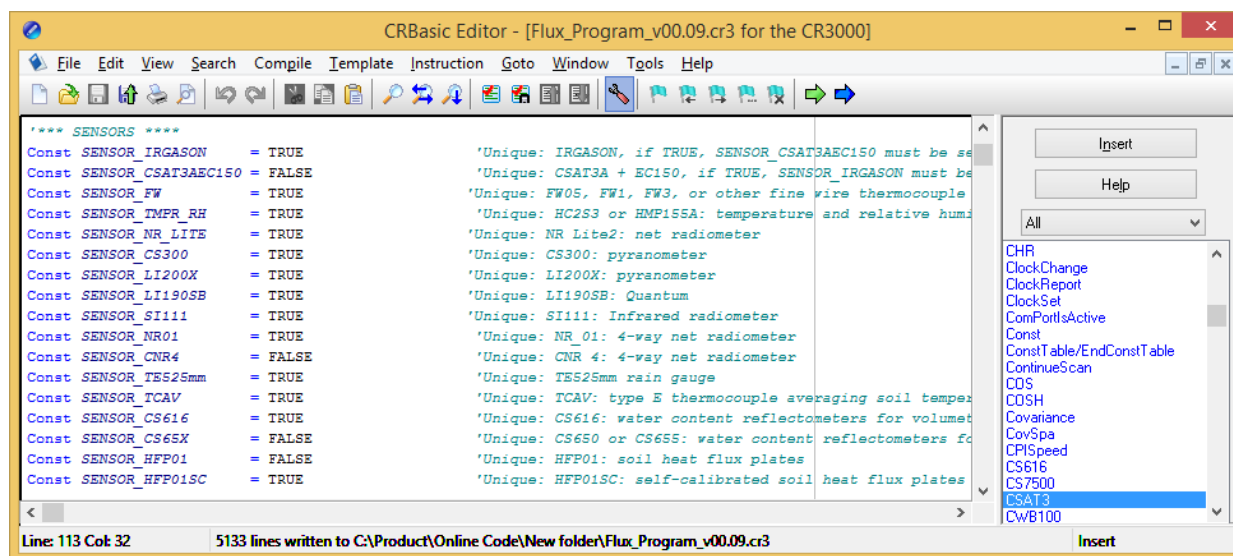 CRBasic Editor - [Flux_Program_v00.09.cr3 for the CR3000]
File Edit View Search Compile Template Instruction Goto Window Tools Help
'*** SENSORS ****
Const SENSOR_IRGASON = TRUE 'Unique: IRGASON, if TRUE, SENSOR_CSAT3AEC150 must be se
Const SENSOR_CSAT3AEC150 = FALSE 'Unique: CSAT3A + EC150, if TRUE, SENSOR_IRGASON must be
Const SENSOR_FW = TRUE 'Unique: FW05, FW1, FW3, or other fine wire thermocouple
Const SENSOR_TMPR_RH = TRUE 'Unique: HC2S3 or HMP155A: temperature and relative humi
Const SENSOR_NR_LITE = TRUE 'Unique: NR Lite2: net radiometer
Const SENSOR_CS300 = TRUE 'Unique: CS300: pyranometer
Const SENSOR_LI200X = TRUE 'Unique: LI200X: pyranometer
Const SENSOR_LI190SB = TRUE 'Unique: LI190SB: Quantum
Const SENSOR_SI111 = TRUE 'Unique: SI111: Infrared radiometer
Const SENSOR_NR01 = TRUE 'Unique: NR_01: 4-way net radiometer
Const SENSOR_CNR4 = FALSE 'Unique: CNR 4: 4-way net radiometer
Const SENSOR_TE525mm = TRUE 'Unique: TE525mm rain gauge
Const SENSOR_TCAV = TRUE 'Unique: TCAV: type E thermocouple averaging soil temper
Const SENSOR_CS616 = TRUE 'Unique: CS616: water content reflectometers for volumet
Const SENSOR_CS65X = FALSE 'Unique: CS650 or CS655: water content reflectometers fo
Const SENSOR_HFP01 = FALSE 'Unique: HFP01: soil heat flux plates
Const SENSOR_HFP01SC = TRUE 'Unique: HFP01SC: self-calibrated soil heat flux plates
Insert
Help
All
CHR
ClockChange
ClockReport
ClockSet
ComPortIsActive
Const
ConstTable/EndConstTable
ContinueScan
COS
COSH
Covariance
CovSpa
CPISpeed
CS616
CS7500
CSAT3
CWB100
Line: 113 Col: 32 5133 lines written to C:\Product\Online Code\New folder\Flux_Program_v00.09.cr3 Insert